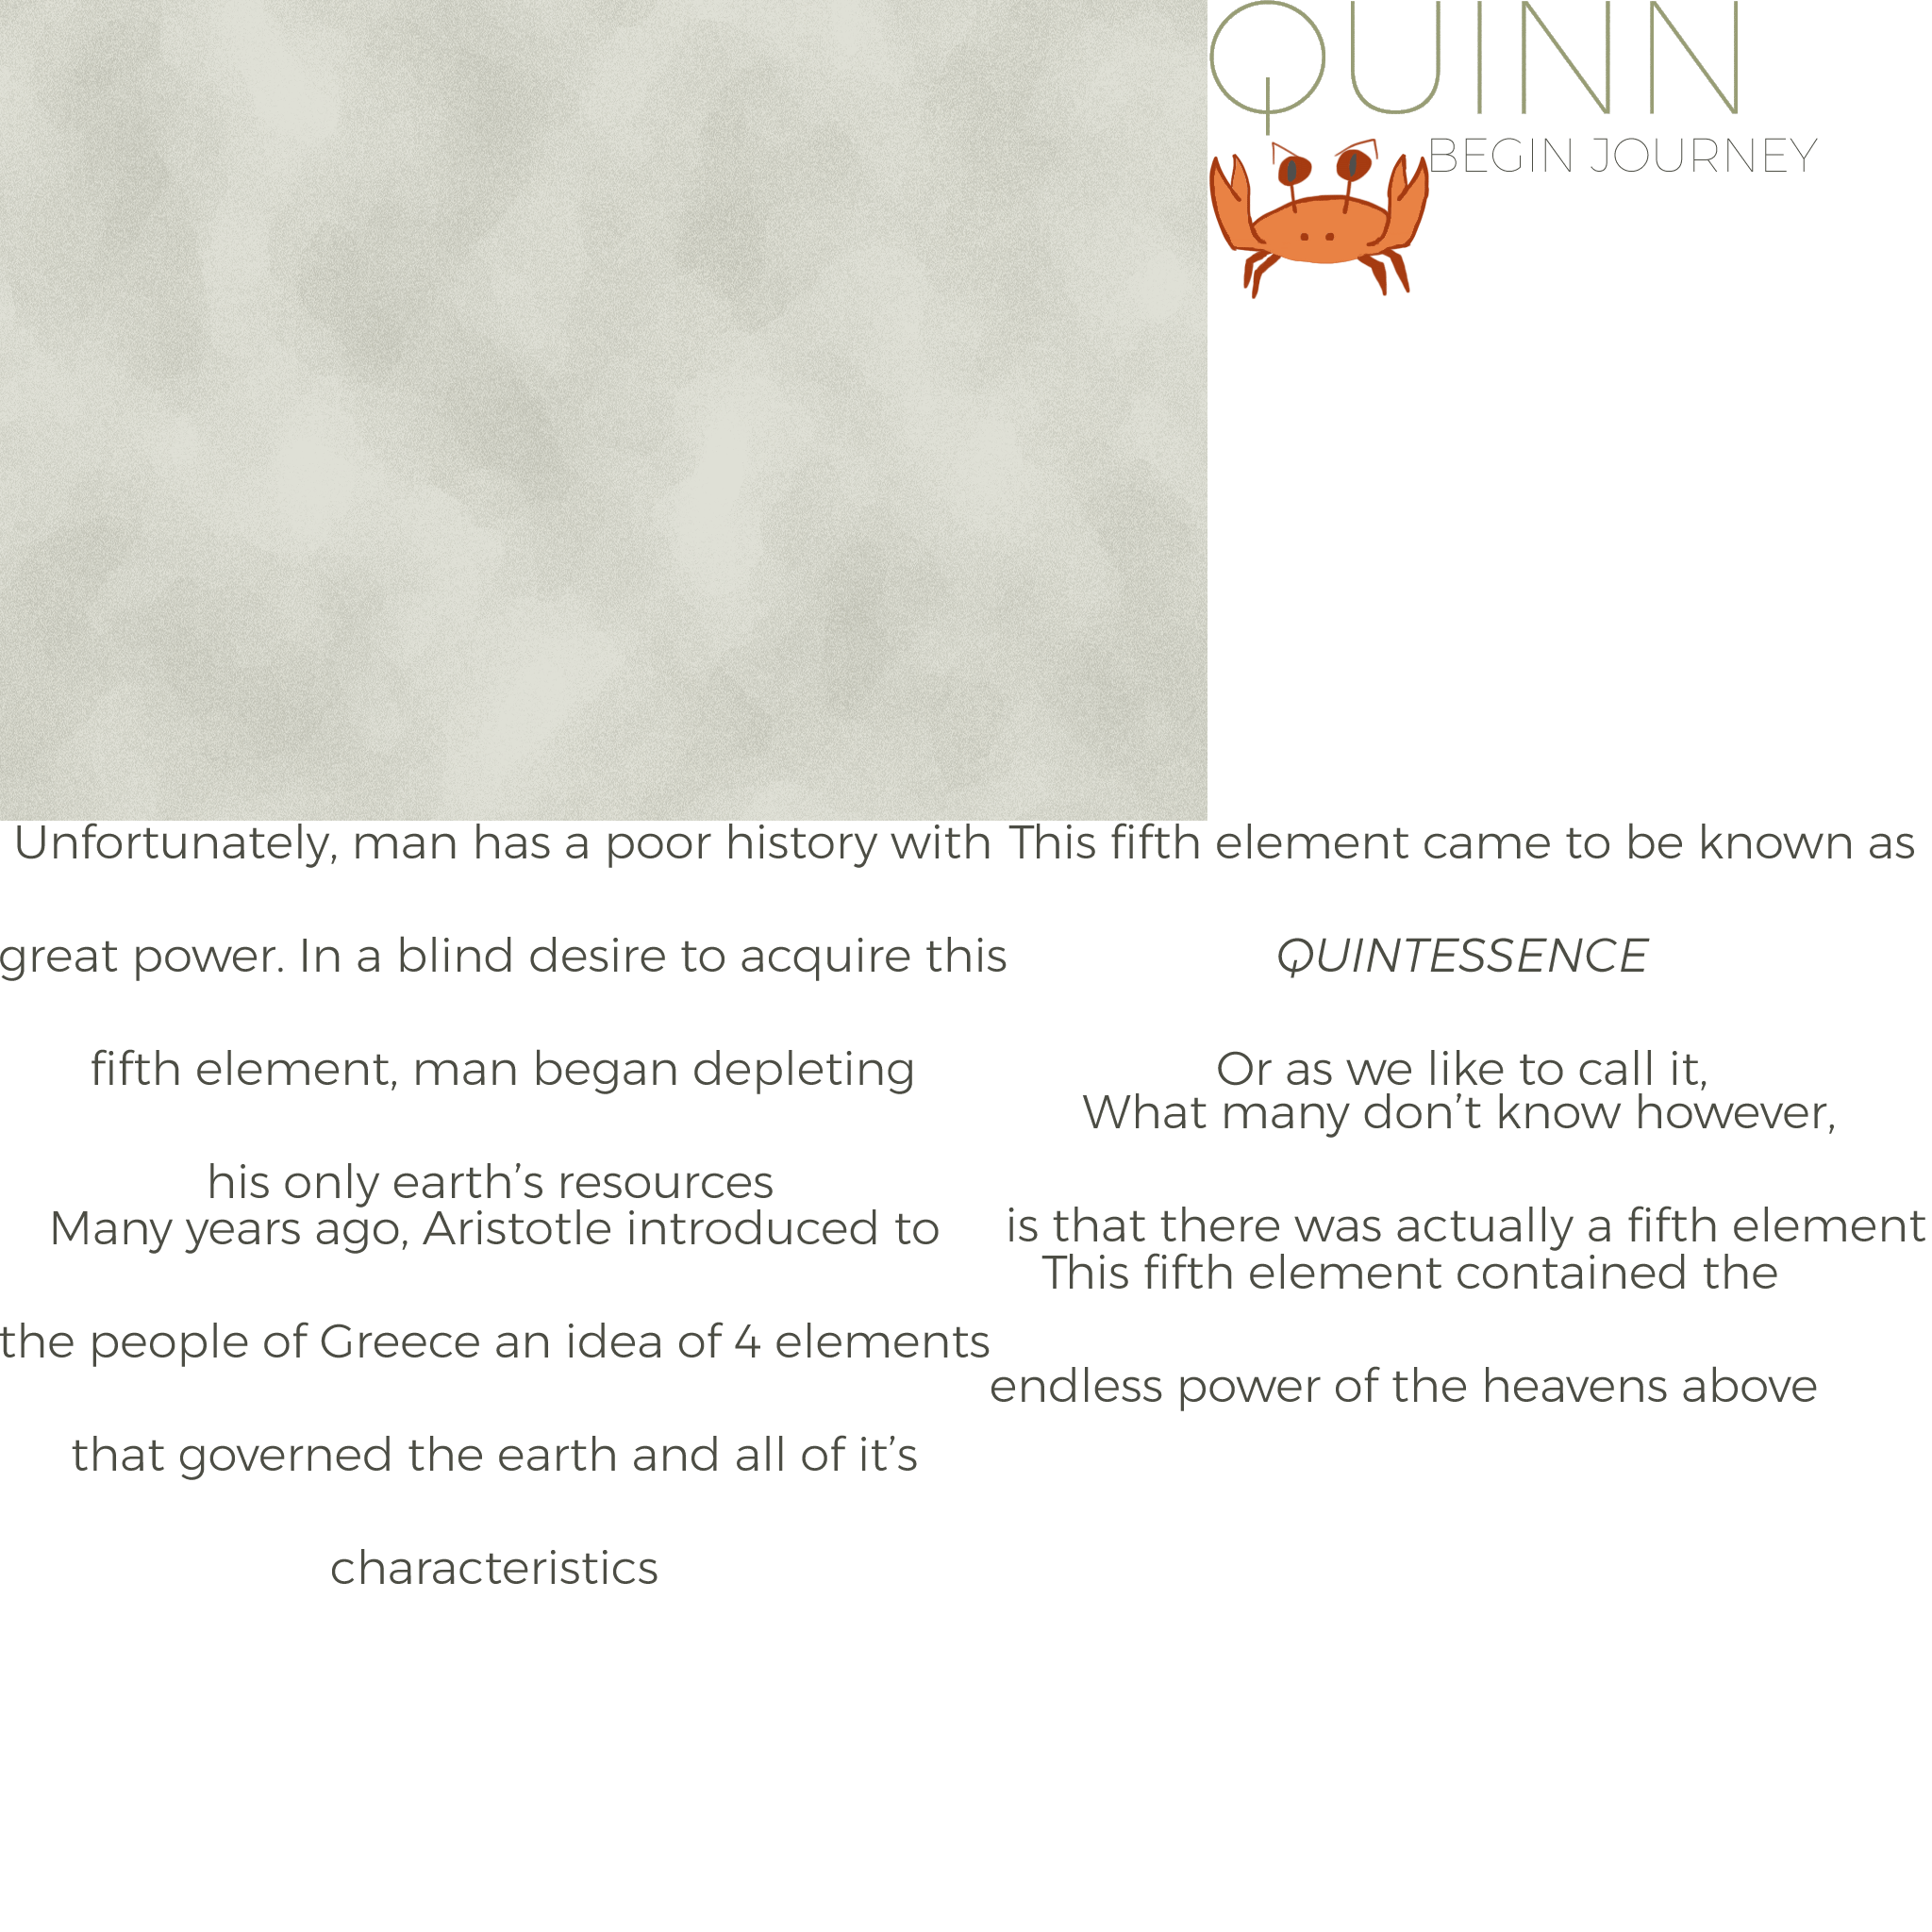 QUINN
BEGIN JOURNEY
Unfortunately, man has a poor history with
great power. In a blind desire to acquire this
fifth element, man began depleting
his only earth’s resources
Many years ago, Aristotle introduced to
the people of Greece an idea of 4 elements
that governed the earth and all of it’s
characteristics
This fifth element came to be known as
QUINTESSENCE
Or as we like to call it,
What many don’t know however,
is that there was actually a fifth element
This fifth element contained the
endless power of the heavens above